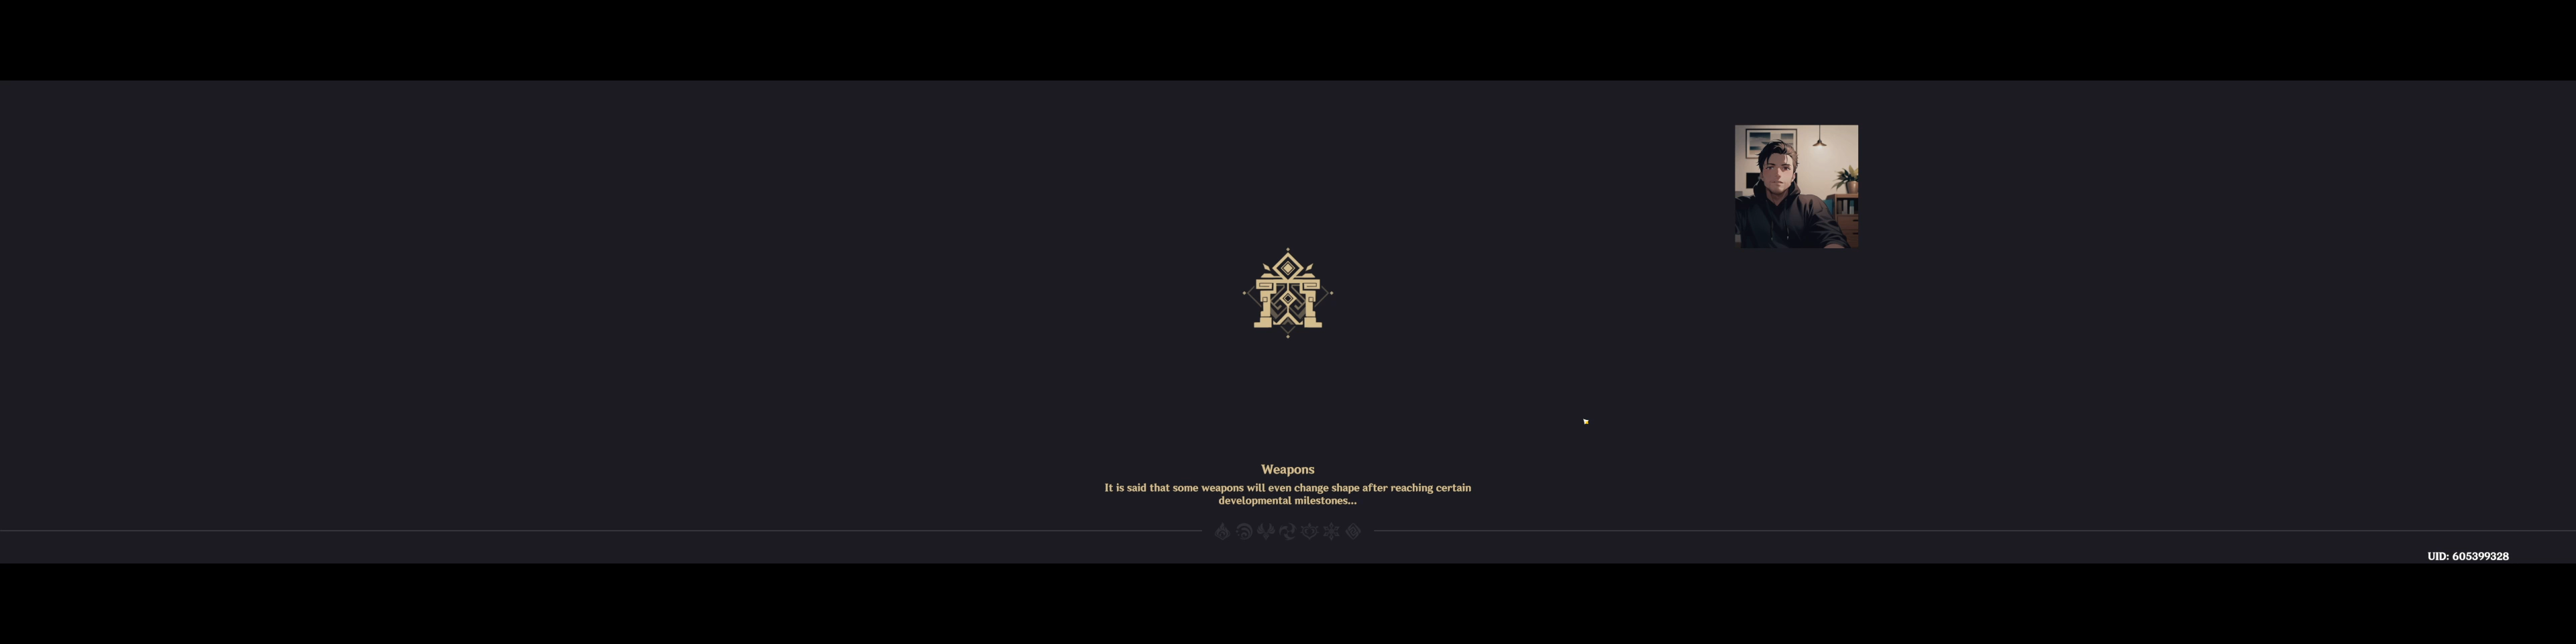 Weapons
It is said that some weapons will even change shape after reaching certain
developmental milestones...
UID: 605399328